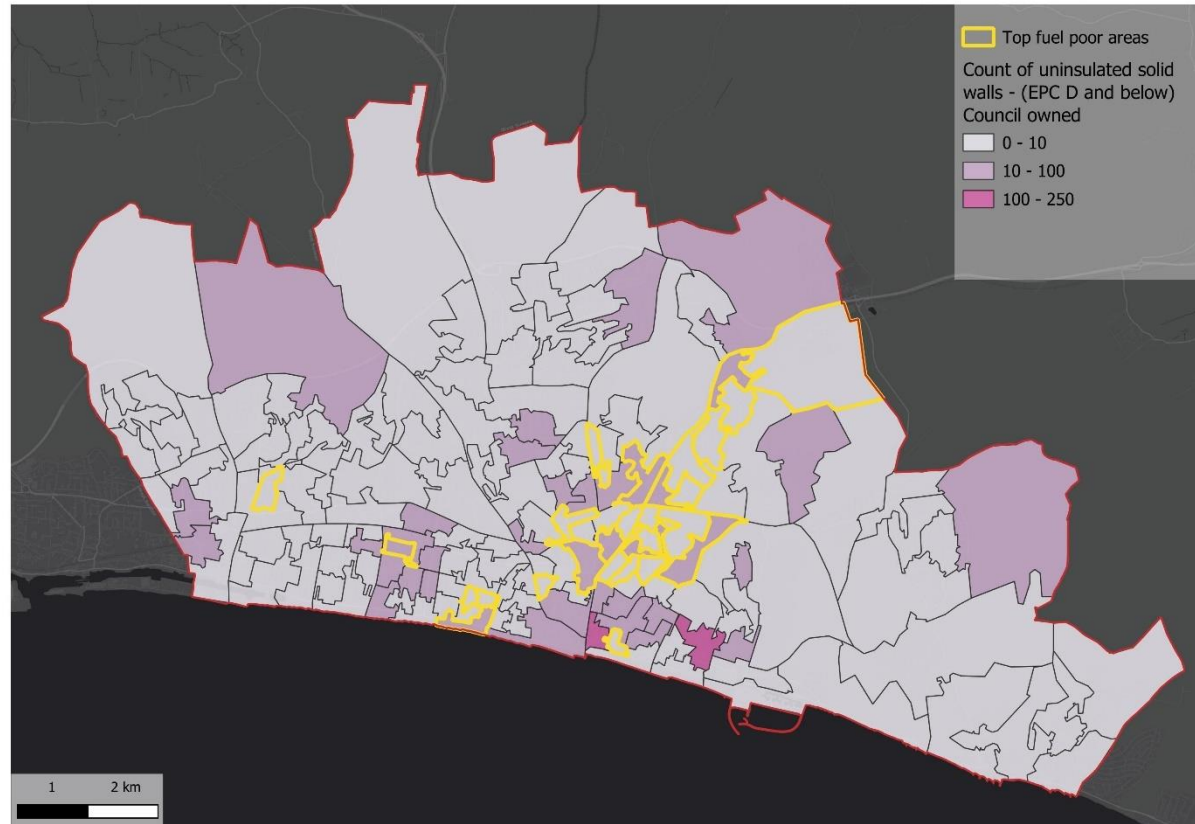 Top fuel poor areas
Count of uninsulated solid
walls - (EPC D and below)
Council owned
0 - 10
10 - 100
100 - 250
1 2 km